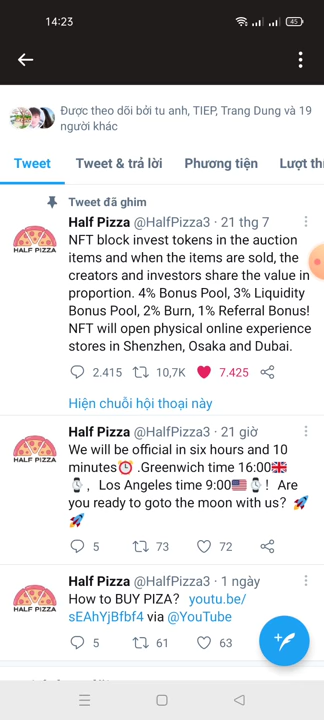 14:23
45
Được theo dõi bởi tu anh, TIEP, Trang Dung và 19
người khác
Tweet
Tweet & trả lời
Phương tiện
Lượt th
Tweet đã ghim
Half Pizza @HalfPizza3 · 21 thg 7
NFT block invest tokens in the auction
items and when the items are sold, the
creators and investors share the value in
proportion. 4% Bonus Pool, 3% Liquidity
Bonus Pool, 2% Burn, 1% Referral Bonus!
NFT will open physical online experience
stores in Shenzhen, Osaka and Dubai.
HALF PIZZA
2.415 10,7K 7.425
Hiện chuỗi hội thoại này
Half Pizza @HalfPizza3 · 21 giờ
We will be official in six hours and 10
minutes⏰ .Greenwich time 16:00🇬🇧
⌚， Los Angeles time 9:00🇺🇸⌚！ Are
you ready to goto the moon with us? 🚀
🚀
HALF PIZZA
5 73 72
Half Pizza @HalfPizza3 · 1 ngày
How to BUY PIZA？ youtu.be/
sEAhYjBfbf4 via @YouTube
HALF PIZZA
5 61 63